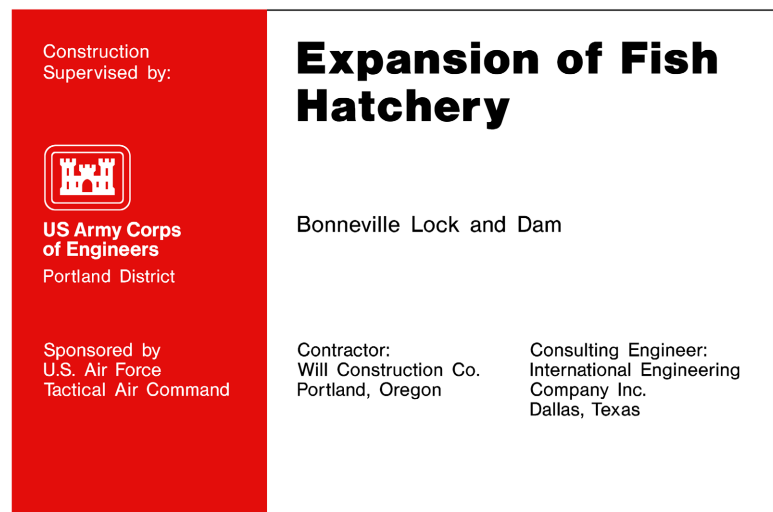 Construction
Supervised by:
US Army Corps
of Engineers
Portland District
Sponsored by
U.S. Air Force
Tactical Air Command
Expansion of Fish
Hatchery
Bonneville Lock and Dam
Contractor:
Will Construction Co.
Portland, Oregon
Consulting Engineer:
International Engineering
Company Inc.
Dallas, Texas